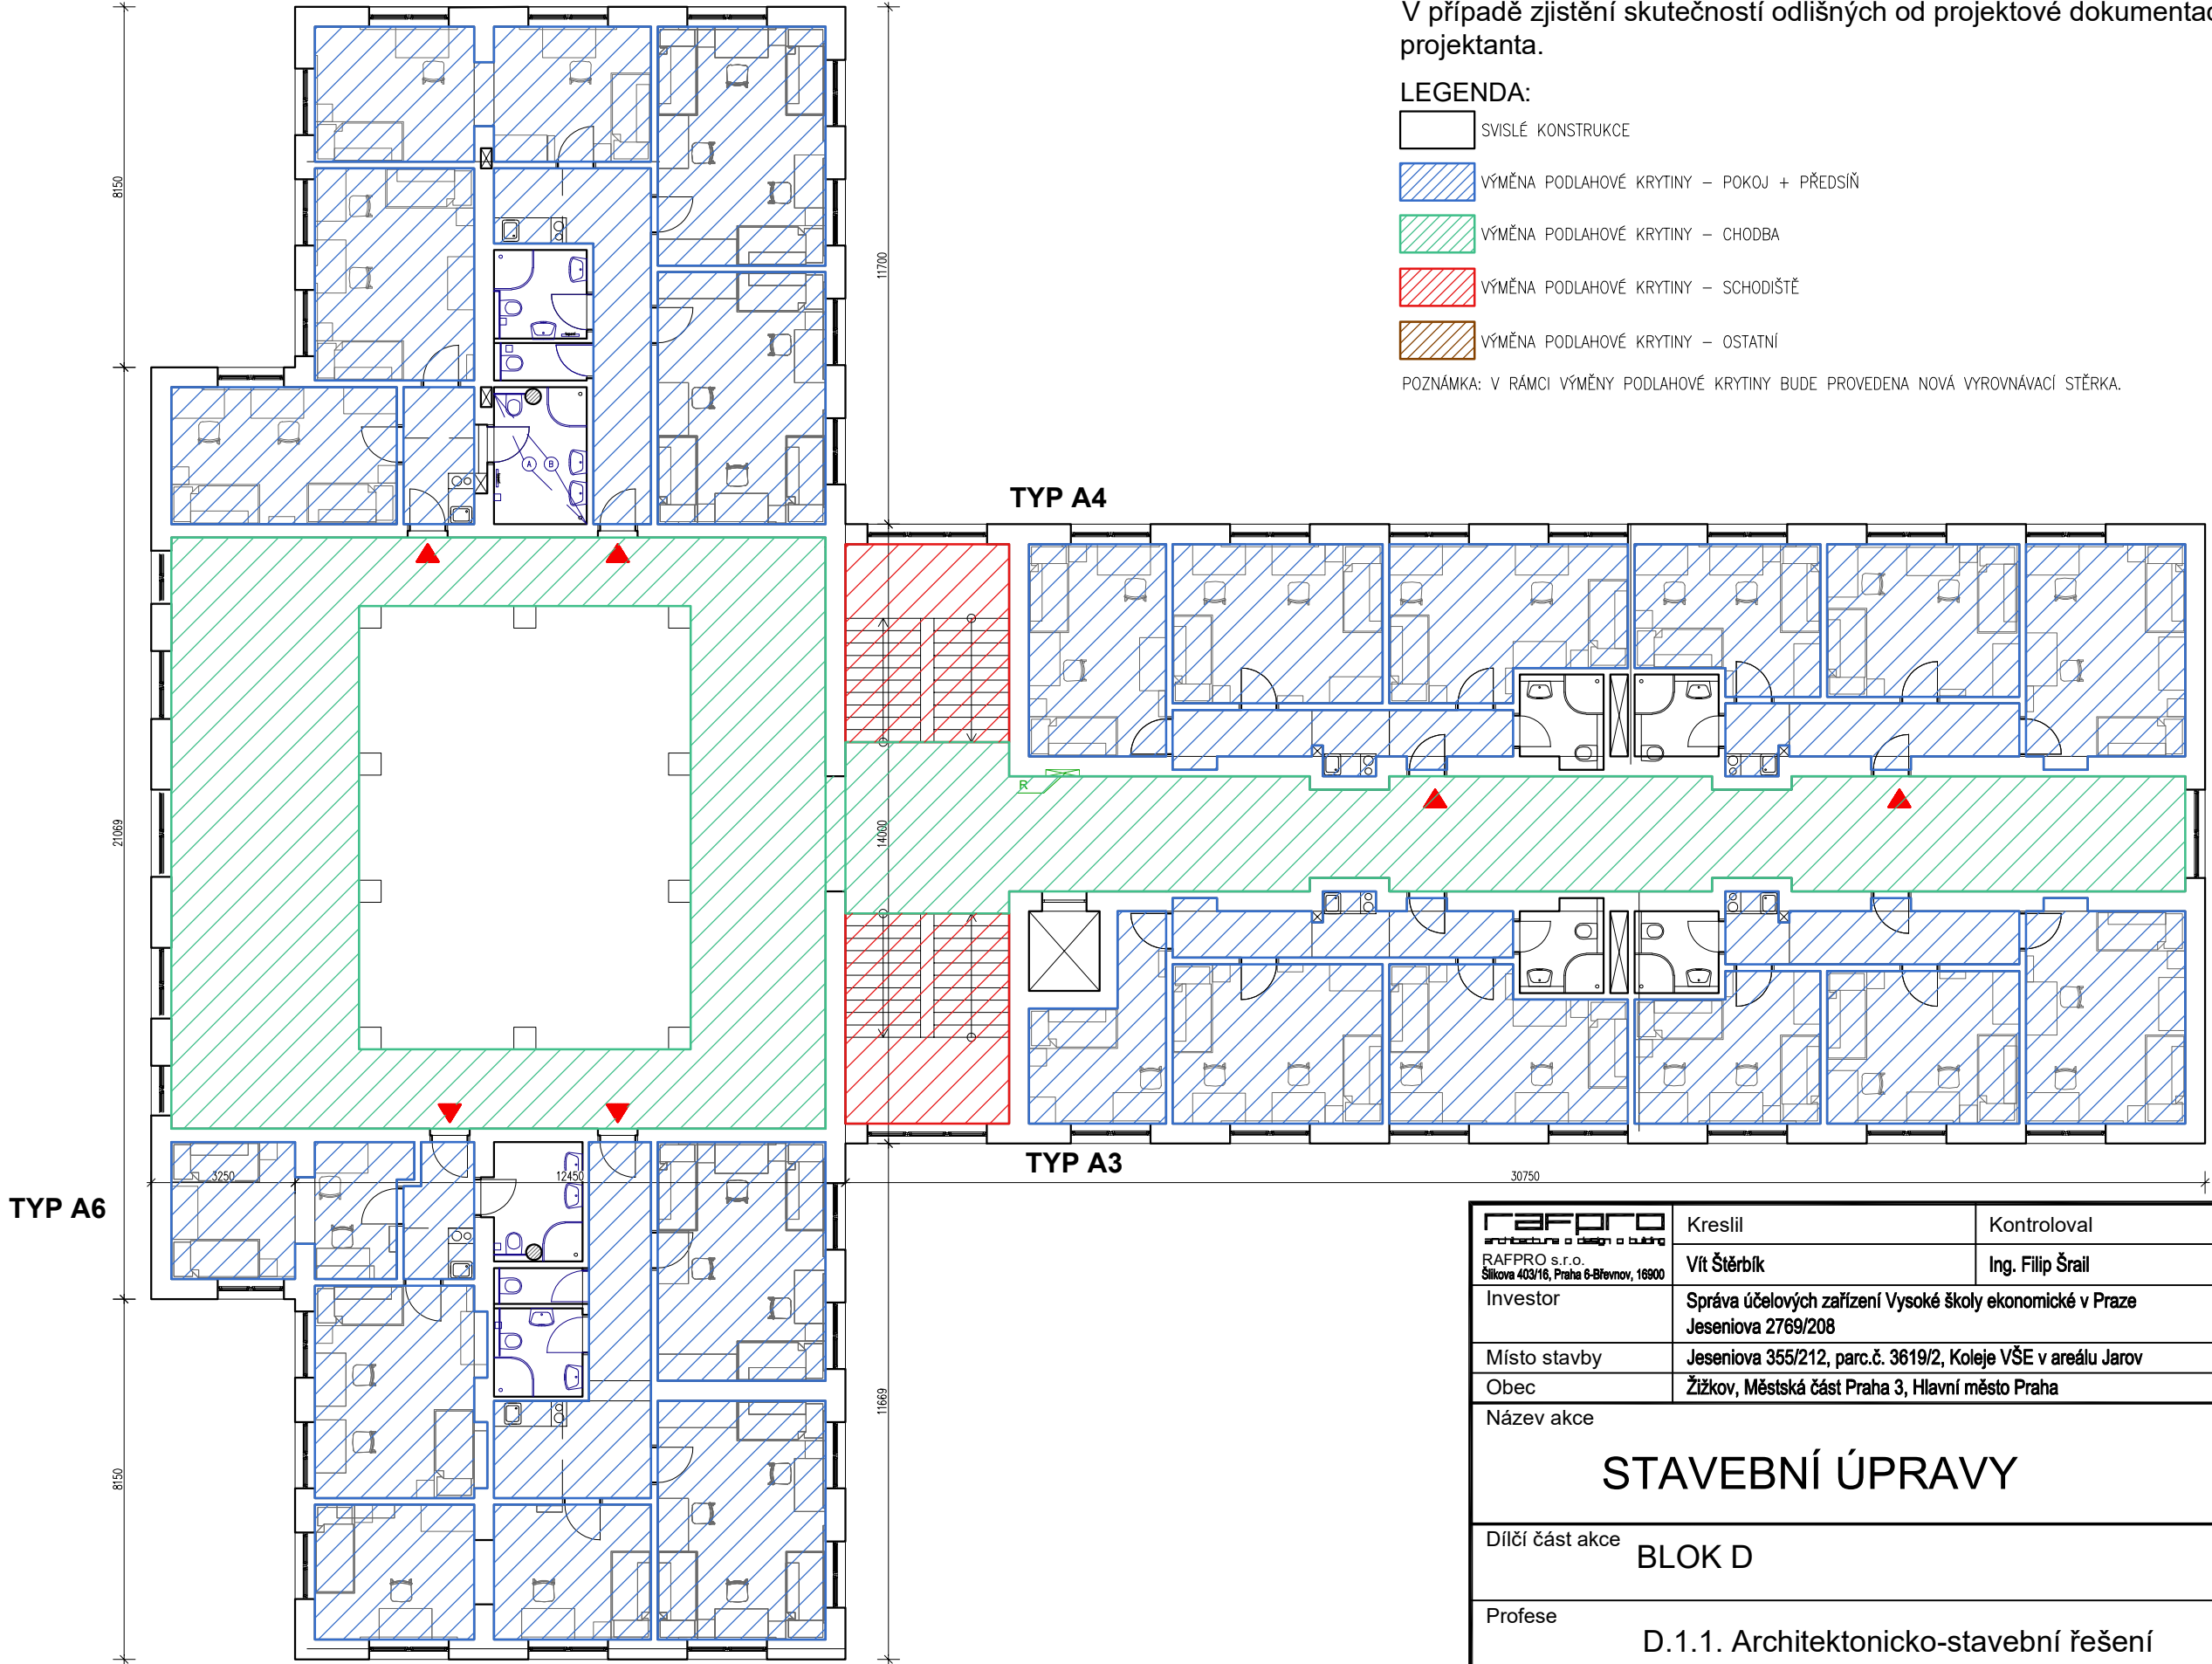 V případě zjistění skutečností odlišných od projektové dokumentac
projektanta.
LEGENDA:
SVISLÉ KONSTRUKCE
VÝMĚNA PODLAHOVÉ KRYTINY – POKOJ + PŘEDSÍŇ
VÝMĚNA PODLAHOVÉ KRYTINY – CHODBA
VÝMĚNA PODLAHOVÉ KRYTINY – SCHODIŠTĚ
VÝMĚNA PODLAHOVÉ KRYTINY – OSTATNÍ
POZNÁMKA: V RÁMCI VÝMĚNY PODLAHOVÉ KRYTINY BUDE PROVEDENA NOVÁ VYROVNÁVACÍ STĚRKA.
8150
11700
A B
TYP A4
R
21069
14000
TYP A3
3250
12450
30750
TYP A6
11669
8150
rafpro
architecture a design a building
RAFPRO s.r.o.
Šlikova 403/16, Praha 6-Břevnov, 16900
Kreslil
Kontroloval
Vít Štěrbík
Ing. Filip Šrail
Investor
Správa účelových zařízení Vysoké školy ekonomické v Praze
Jeseniova 2769/208
Místo stavby
Jeseniova 355/212, parc.č. 3619/2, Koleje VŠE v areálu Jarov
Obec
Žižkov, Městská část Praha 3, Hlavní město Praha
Název akce
STAVEBNÍ ÚPRAVY
Dílčí část akce
BLOK D
Profese
D.1.1. Architektonicko-stavební řešení